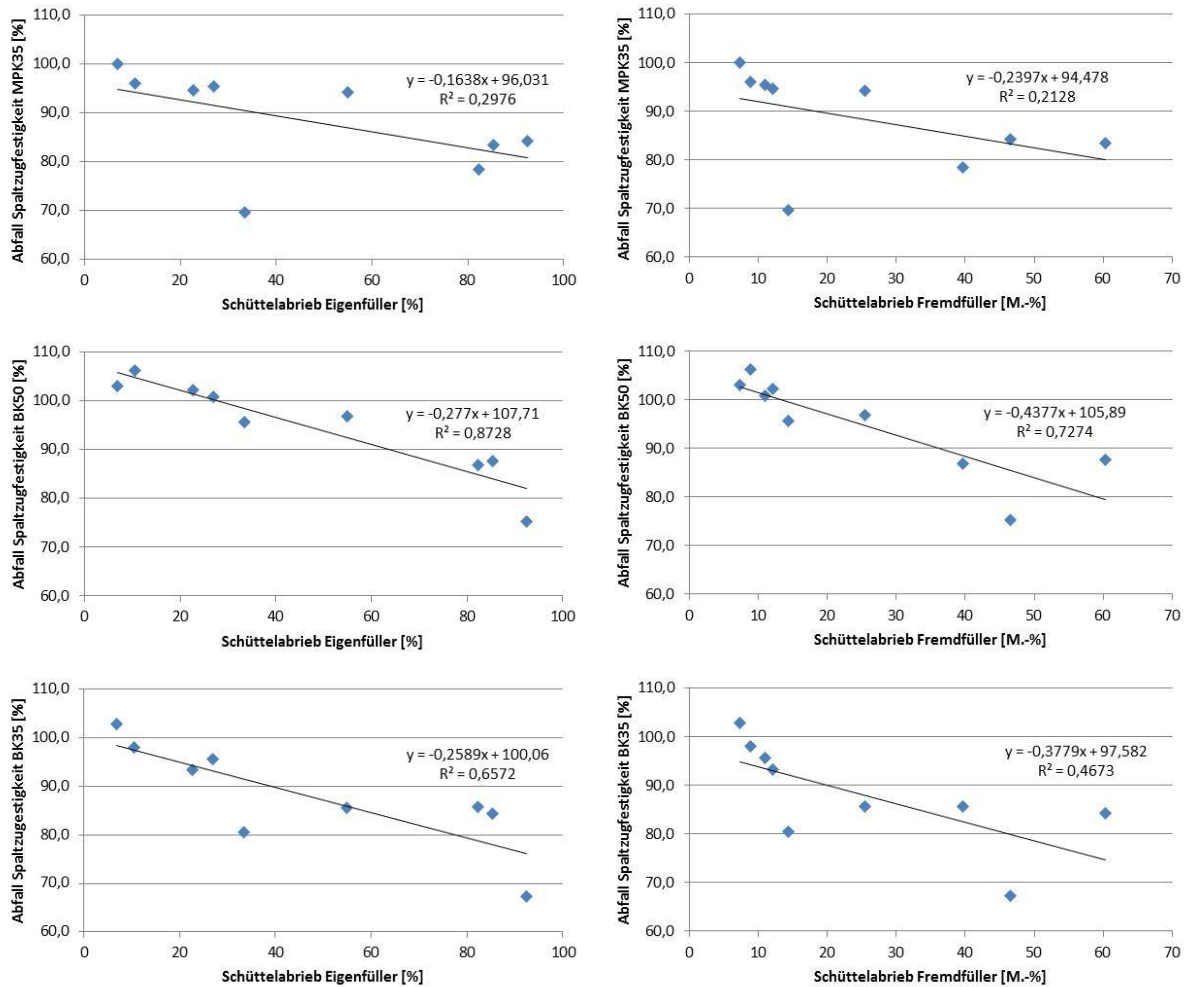 Abfall Spaltzugfestigkeit MPK35 [%]
110,0
100,0
90,0
80,0
70,0
60,0
y = -0,1638x + 96,031
R² = 0,2976
0 20 40 60 80 100
Schüttelabrieb Eigenfüller [%]
Abfall Spaltzugfestigkeit MPK35 [%]
110,0
100,0
90,0
80,0
70,0
60,0
y = -0,2397x + 94,478
R² = 0,2128
0 10 20 30 40 50 60 70
Schüttelabrieb Fremdfüller [M.-%]
Abfall Spaltzugfestigkeit BK50 [%]
110,0
100,0
90,0
80,0
70,0
60,0
y = -0,277x + 107,71
R² = 0,8728
0 20 40 60 80 100
Schüttelabrieb Eigenfüller [%]
Abfall Spaltzugfestigkeit BK50 [%]
110,0
100,0
90,0
80,0
70,0
60,0
y = -0,4377x + 105,89
R² = 0,7274
0 10 20 30 40 50 60 70
Schüttelabrieb Fremdfüller [M.-%]
Abfall Spaltzugestigkeit BK35 [%]
110,0
100,0
90,0
80,0
70,0
60,0
y = -0,2589x + 100,06
R² = 0,6572
0 20 40 60 80 100
Schüttelabrieb Eigenfüller [%]
Abfall Spaltzugfestigkeit BK35 [%]
110,0
100,0
90,0
80,0
70,0
60,0
y = -0,3779x + 97,582
R² = 0,4673
0 10 20 30 40 50 60 70
Schüttelabrieb Fremdfüller [M.-%]